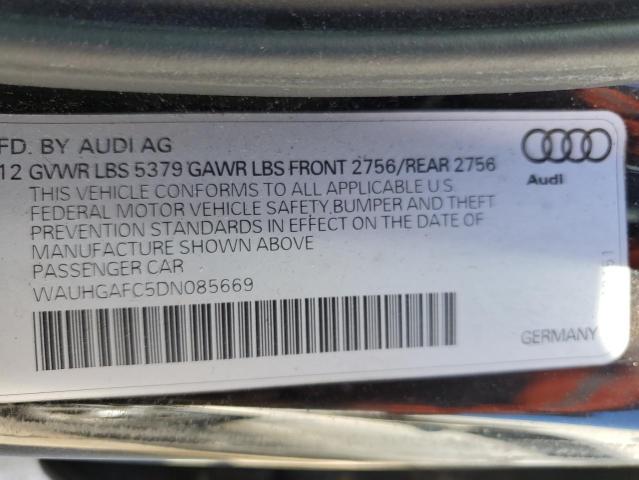 FD. BY AUDI AG
12 GVWR LBS 5379 GAWR LBS FRONT 2756/REAR 2756
THIS VEHICLE CONFORMS TO ALL APPLICABLE U.S.
FEDERAL MOTOR VEHICLE SAFETY, BUMPER AND THEFT
PREVENTION STANDARDS IN EFFECT ON THE DATE OF
MANUFACTURE SHOWN ABOVE
PASSENGER CAR
WAUHGAFC5DN085669
Audi
GERMANY